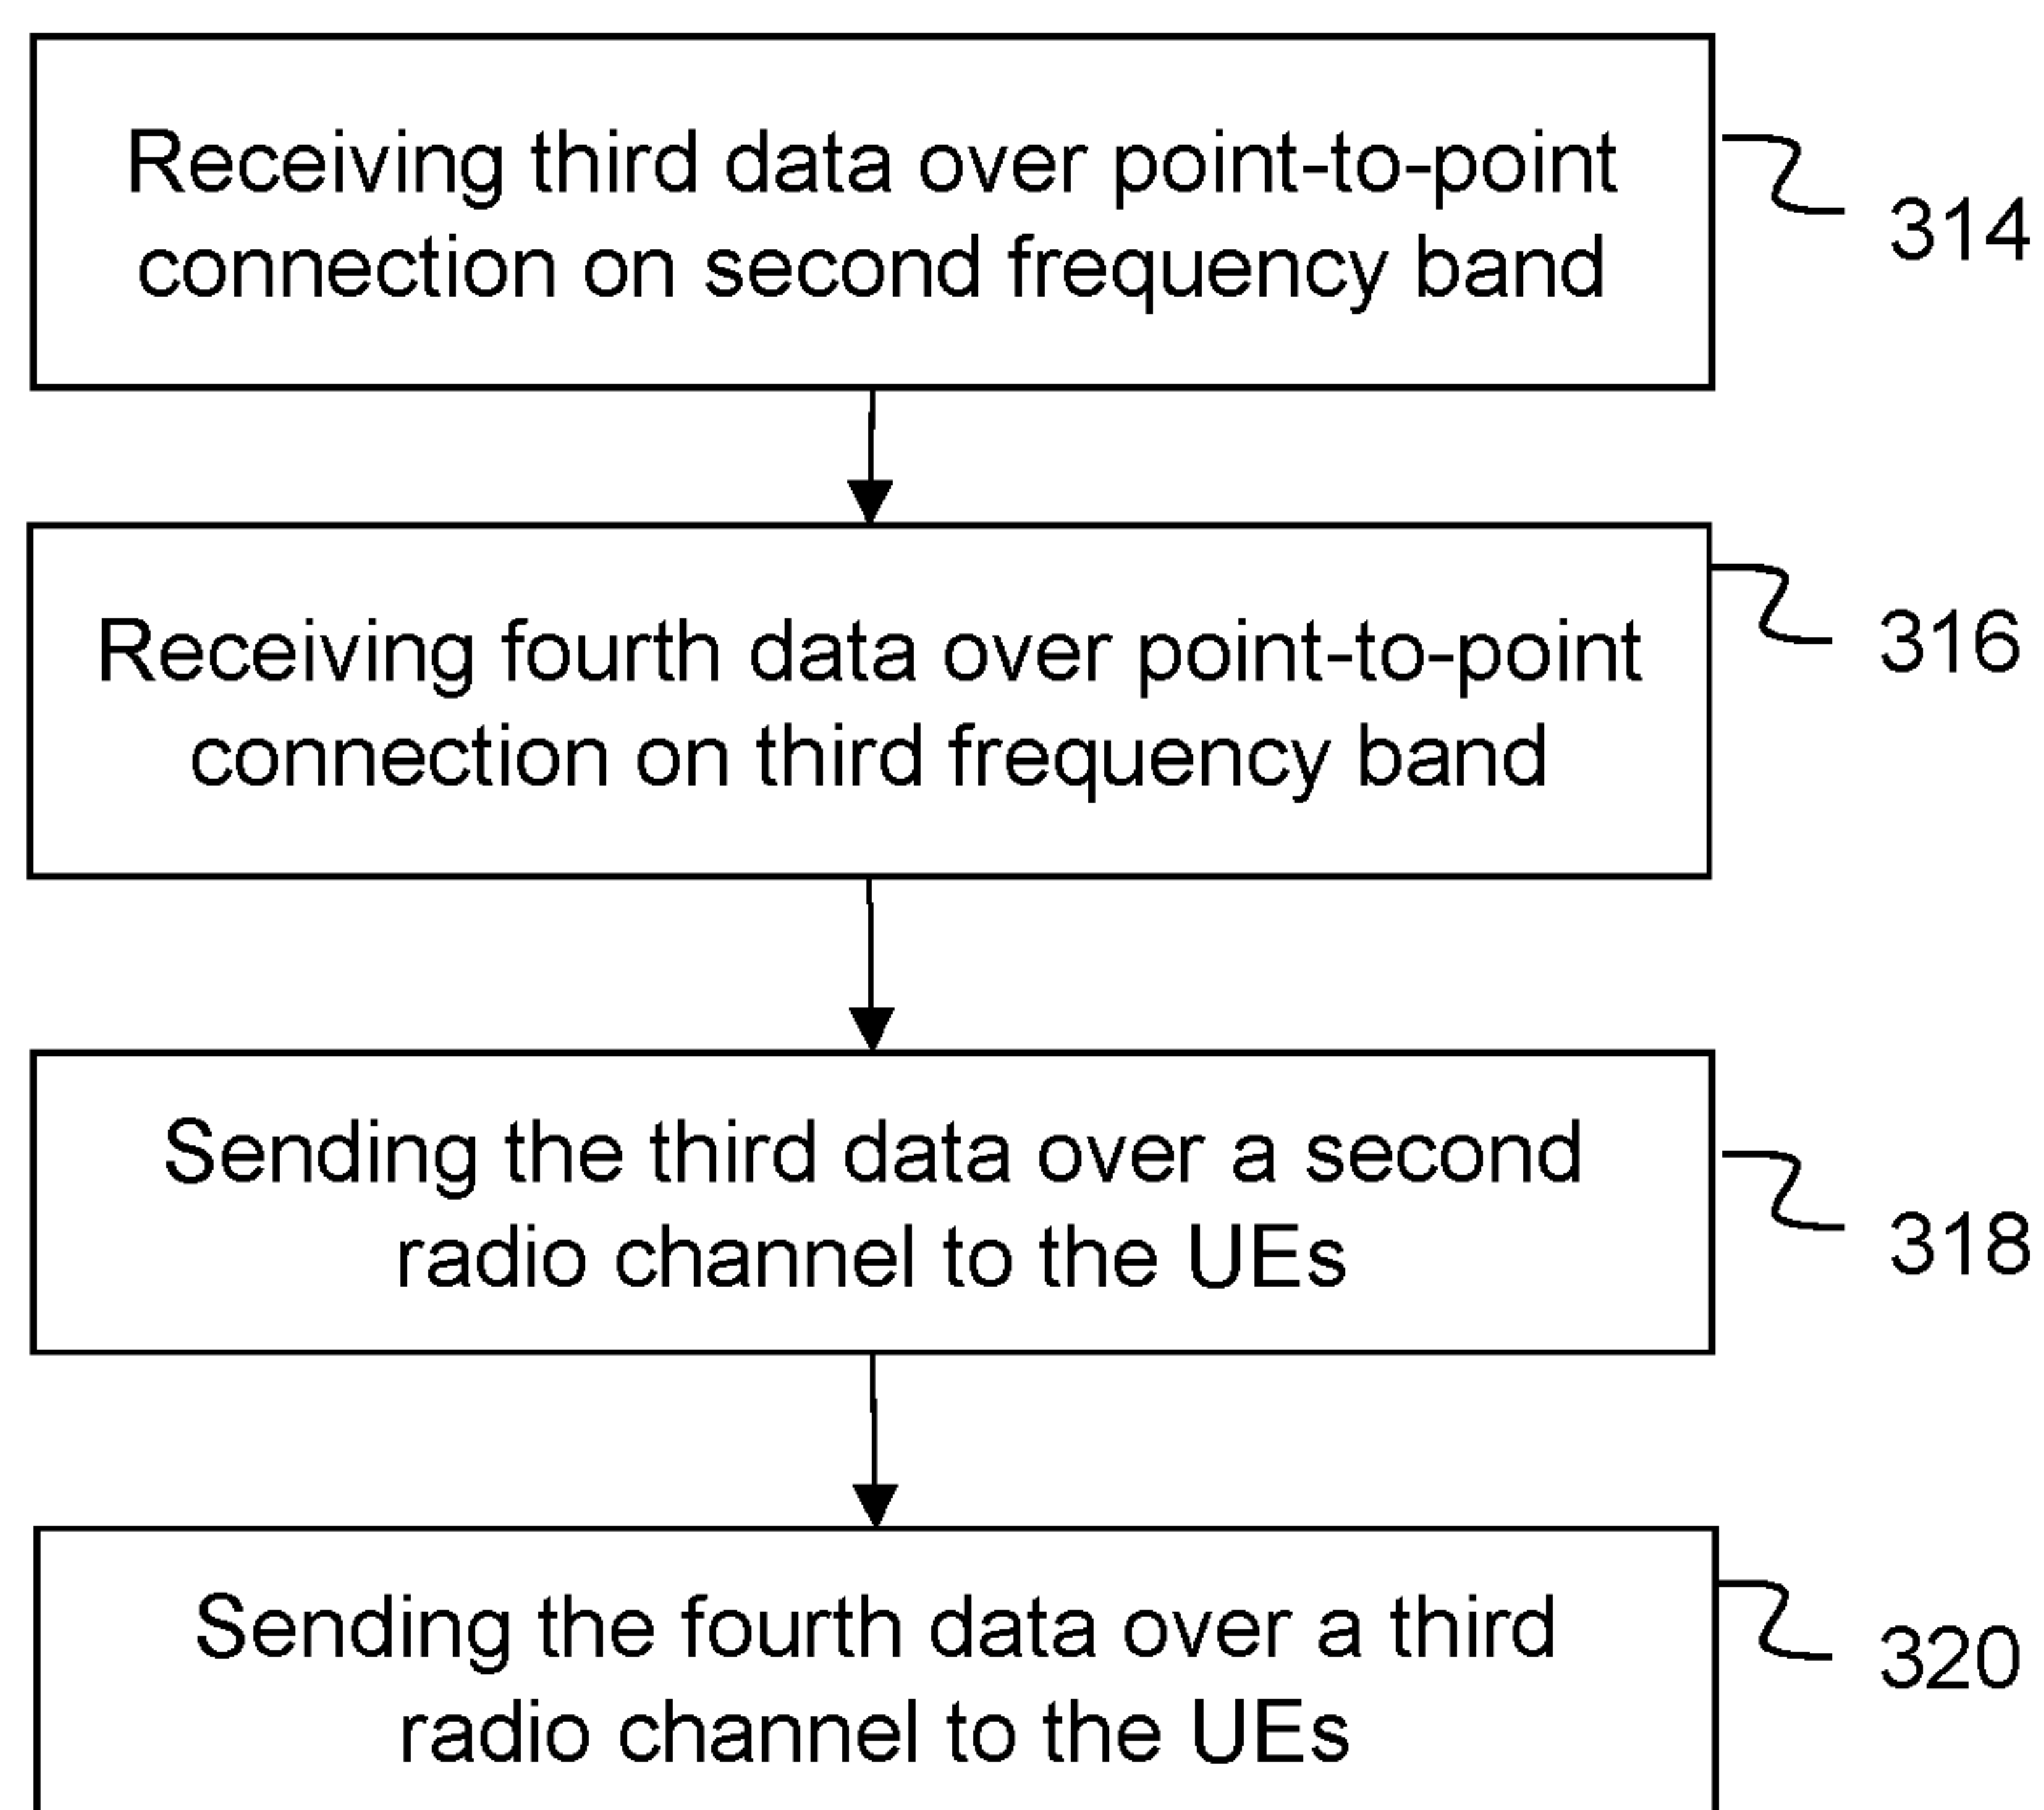 Receiving third data over point-to-point
connection on second frequency band
314
Receiving fourth data over point-to-point
connection on third frequency band
316
Sending the third data over a second
radio channel to the UEs
318
Sending the fourth data over a third
radio channel to the UEs
320